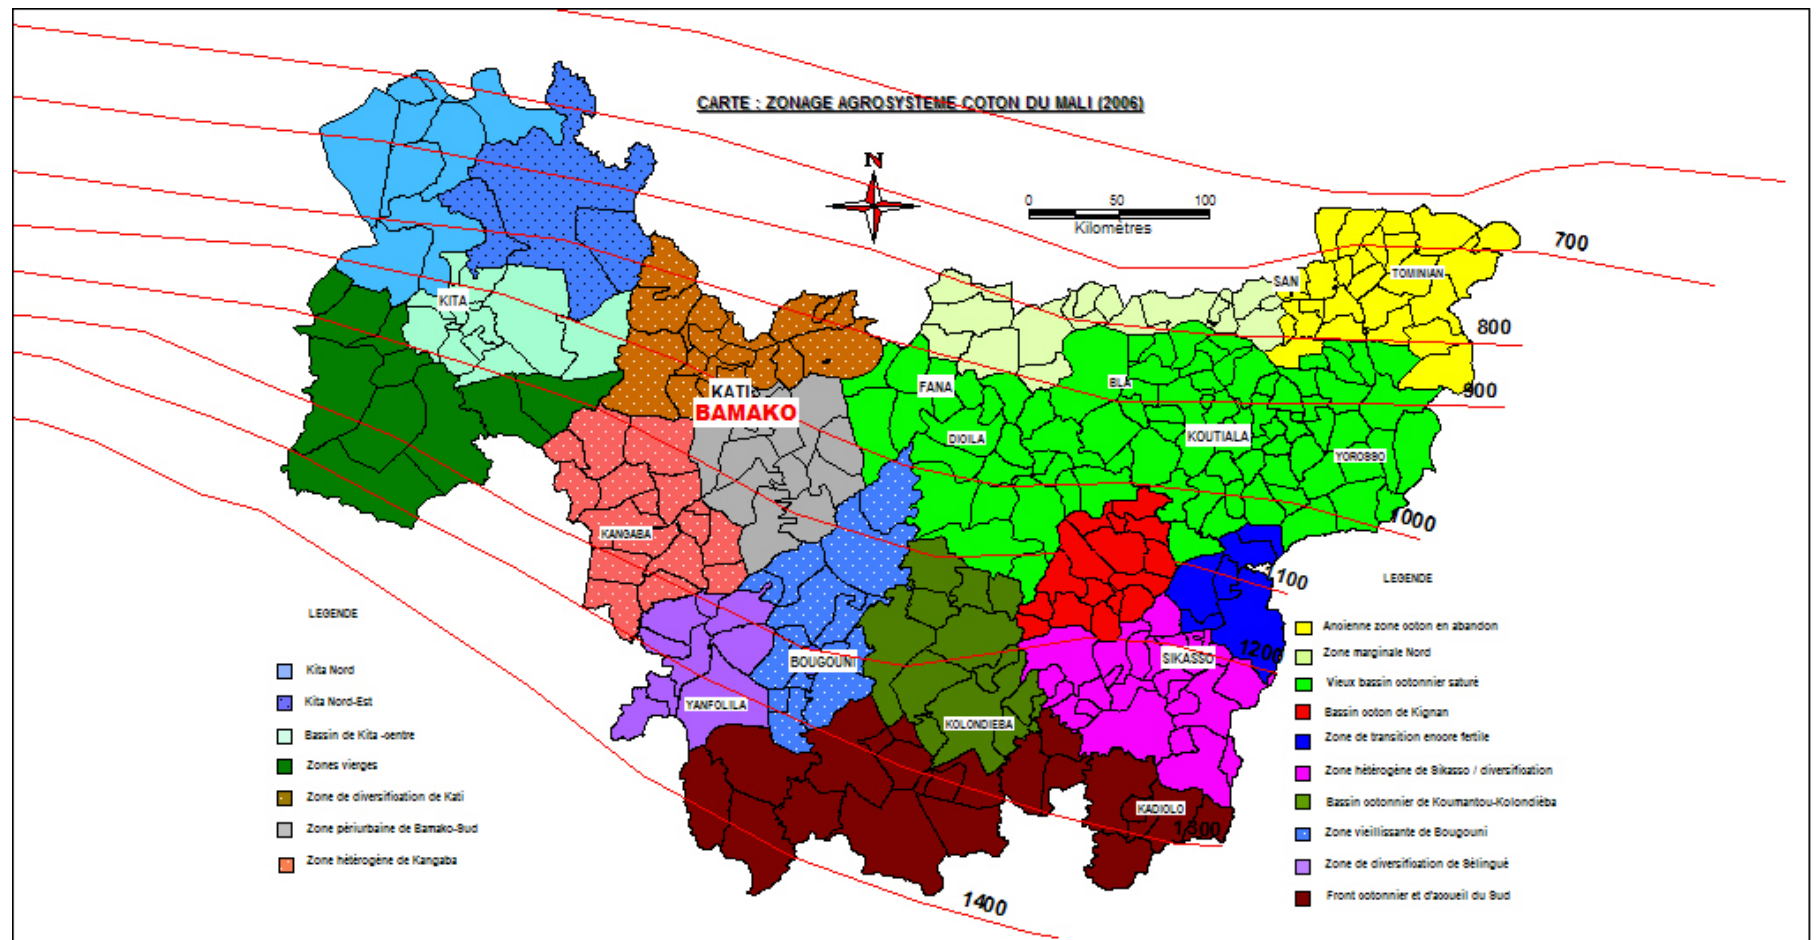 CARTE : ZONAGE AGROSYSTEME COTON DU MALI (2006)
N
0 50 100
Kilomètres
700
SAN
TOMINIAN
KITA
800
BLA
FANA
KATI
900
BAMAKO
DIOILA
KOUTIALA
YOROSSO
1000
KANGABA
1100
1200
SIKASSO
BOUGOUNI
YANFOLILA
KOLONDIEBA
KADIOLO
1300
1400
LEGENDE
Kita Nord
Kita Nord-Est
Bassin de Kita -centre
Zones vierges
Zone de diversification de Kati
Zone périurbaine de Bamako-Sud
Zone hétérogène de Kangaba
LEGENDE
Ancienne zone coton en abandon
Zone marginale Nord
Vieux bassin cotonnier saturé
Bassin coton de Kignan
Zone de transition encore fertile
Zone hétérogène de Sikasso / diversification
Bassin cotonnier de Koumantou-Kolondièba
Zone vieillissante de Bougouni
Zone de diversification de Sélingué
Front cotonnier et d'accueil du Sud